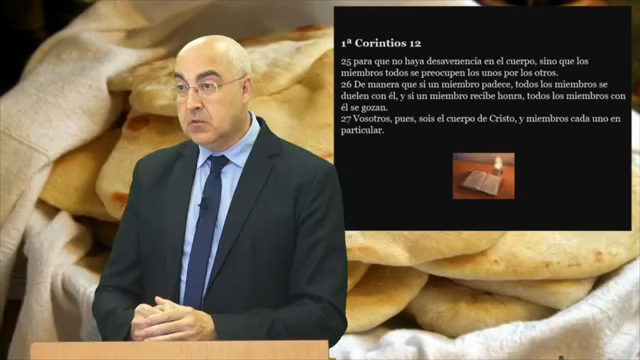 1ª Corintios 12
25 para que no haya desavenencia en el cuerpo, sino que los
miembros todos se preocupen los unos por los otros.
26 De manera que si un miembro padece, todos los miembros se
duelen con él, y si un miembro recibe honra, todos los miembros con
él se gozan.
27 Vosotros, pues, sois el cuerpo de Cristo, y miembros cada uno en
particular.